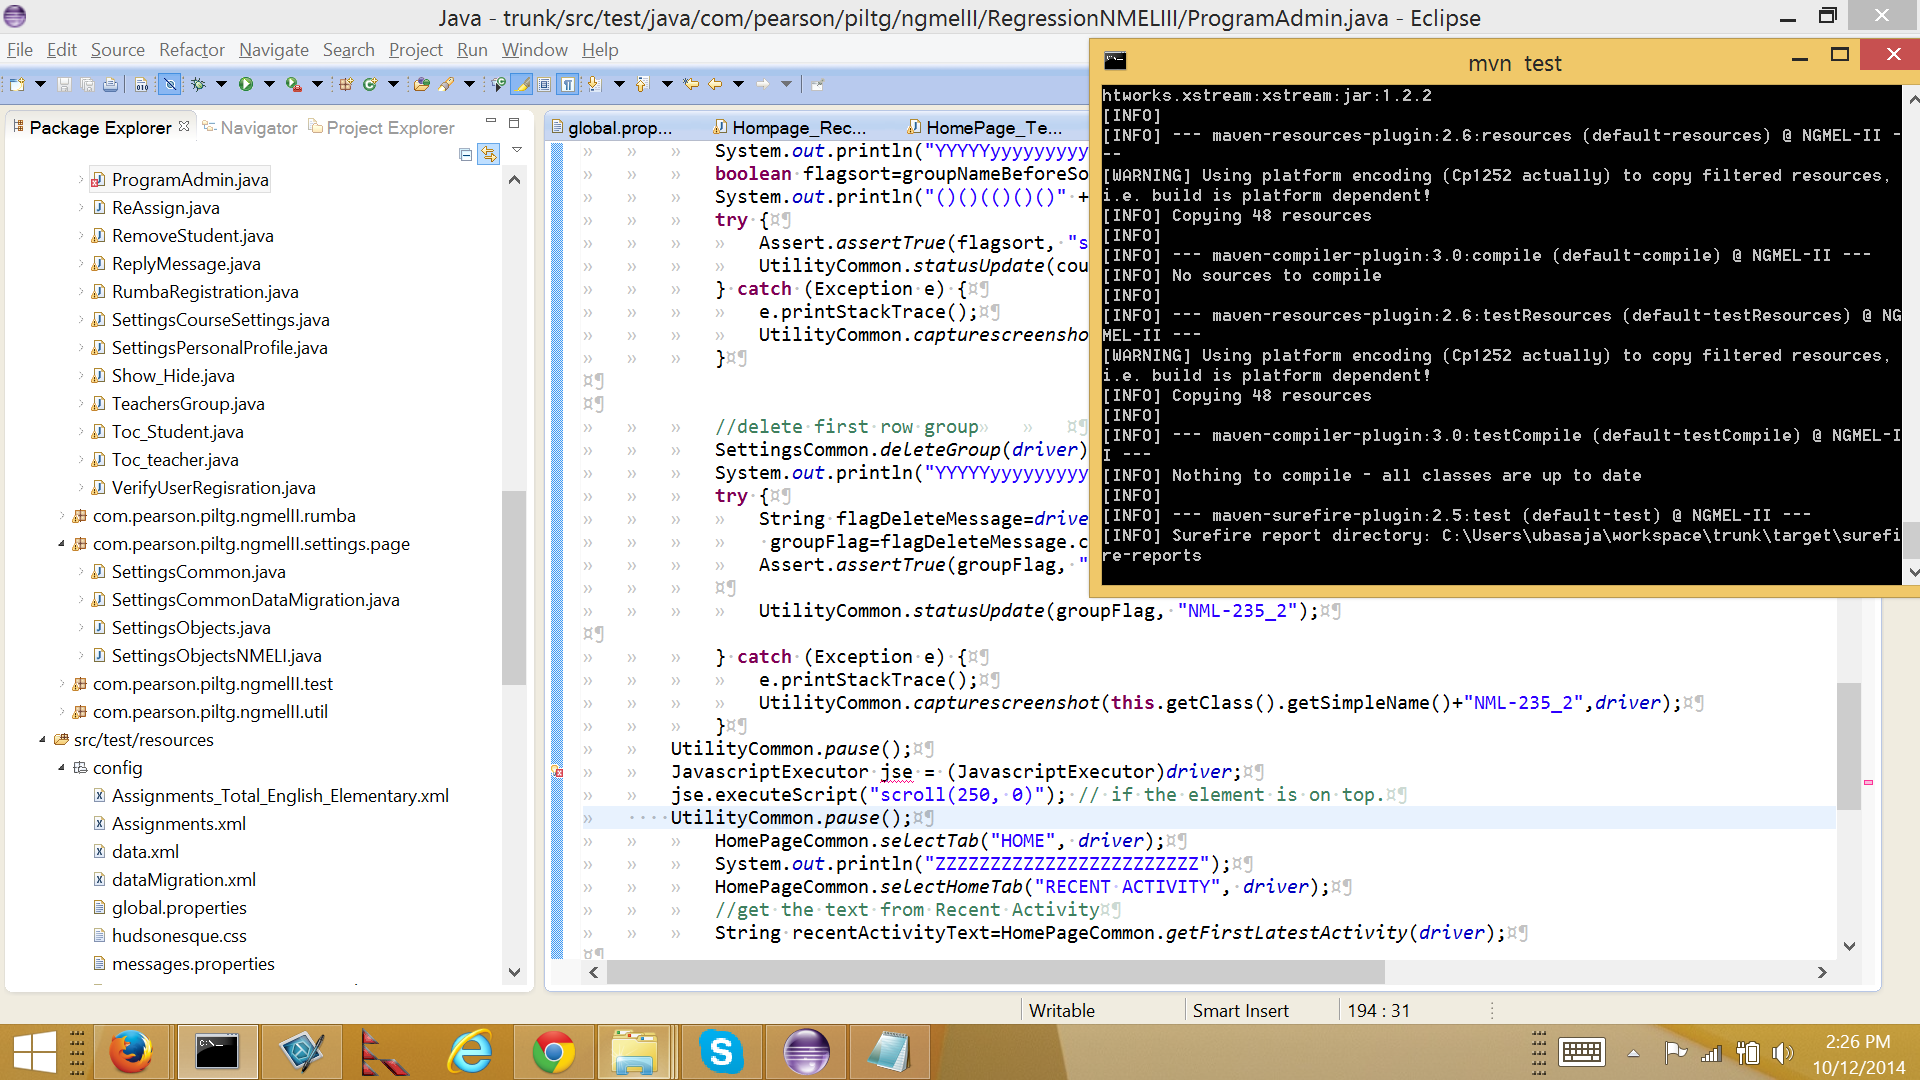 Java - trunk/src/test/java/com/pearson/piltg/ngmelII/RegressionNMELIII/ProgramAdmin.java - Eclipse
File Edit Source Refactor Navigate Search Project Run Window Help
Package Explorer Navigator Project Explorer
ProgramAdmin.java
ReAssign.java
RemoveStudent.java
ReplyMessage.java
RumbaRegistration.java
SettingsCourseSettings.java
SettingsPersonalProfile.java
Show_Hide.java
TeachersGroup.java
Toc_Student.java
Toc_teacher.java
VerifyUserRegisration.java
com.pearson.piltg.ngmelII.rumba
com.pearson.piltg.ngmelII.settings.page
SettingsCommon.java
SettingsCommonDataMigration.java
SettingsObjects.java
SettingsObjectsNMELI.java
com.pearson.piltg.ngmelII.test
com.pearson.piltg.ngmelII.util
src/test/resources
config
Assignments_Total_English_Elementary.xml
Assignments.xml
data.xml
dataMigration.xml
global.properties
hudsonesque.css
messages.properties
global.prop... Hompage_Rec... HomePage_Te...
System.out.println("YYYYYyyyyyyyyy
boolean flagsort=groupNameBeforeSo
System.out.println("()()(()()()" +
try {¤¶
Assert.assertTrue(flagsort, "s
UtilityCommon.statusUpdate(cou
} catch (Exception e) {¤¶
e.printStackTrace();¤¶
UtilityCommon.capturescreensho
}¤¶
¤¶
¤¶
//delete first row group» » ¤¶
SettingsCommon.deleteGroup(driver)
System.out.println("YYYYYyyyyyyyyy
try {¤¶
String flagDeleteMessage=drive
groupFlag=flagDeleteMessage.c
Assert.assertTrue(groupFlag, "
¤¶
UtilityCommon.statusUpdate(groupFlag, "NML-235_2");¤¶
¤¶
} catch (Exception e) {¤¶
e.printStackTrace();¤¶
UtilityCommon.capturescreenshot(this.getClass().getSimpleName()+"NML-235_2",driver);¤¶
}¤¶
UtilityCommon.pause();¤¶
JavascriptExecutor jse = (JavascriptExecutor)driver;¤¶
jse.executeScript("scroll(250, 0)"); // if the element is on top.¤¶
UtilityCommon.pause();¤¶
HomePageCommon.selectTab("HOME", driver);¤¶
System.out.println("ZZZZZZZZZZZZZZZZZZZZZZZZ");¤¶
HomePageCommon.selectHomeTab("RECENT ACTIVITY", driver);¤¶
//get the text from Recent Activity¤¶
String recentActivityText=HomePageCommon.getFirstLatestActivity(driver);¤¶
¤¶
mvn test
htworks.xstream:xstream:jar:1.2.2
[INFO]
[INFO] --- maven-resources-plugin:2.6:resources (default-resources) @ NGMEL-II -
--
[WARNING] Using platform encoding (Cp1252 actually) to copy filtered resources,
i.e. build is platform dependent!
[INFO] Copying 48 resources
[INFO]
[INFO] --- maven-compiler-plugin:3.0:compile (default-compile) @ NGMEL-II ---
[INFO] No sources to compile
[INFO]
[INFO] --- maven-resources-plugin:2.6:testResources (default-testResources) @ NG
MEL-II ---
[WARNING] Using platform encoding (Cp1252 actually) to copy filtered resources,
i.e. build is platform dependent!
[INFO] Copying 48 resources
[INFO]
[INFO] --- maven-compiler-plugin:3.0:testCompile (default-testCompile) @ NGMEL-I
I ---
[INFO] Nothing to compile - all classes are up to date
[INFO]
[INFO] --- maven-surefire-plugin:2.5:test (default-test) @ NGMEL-II ---
[INFO] Surefire report directory: C:\Users\ubasaja\workspace\trunk\target\surefi
re-reports
Writable Smart Insert 194 : 31
2:26 PM
10/12/2014